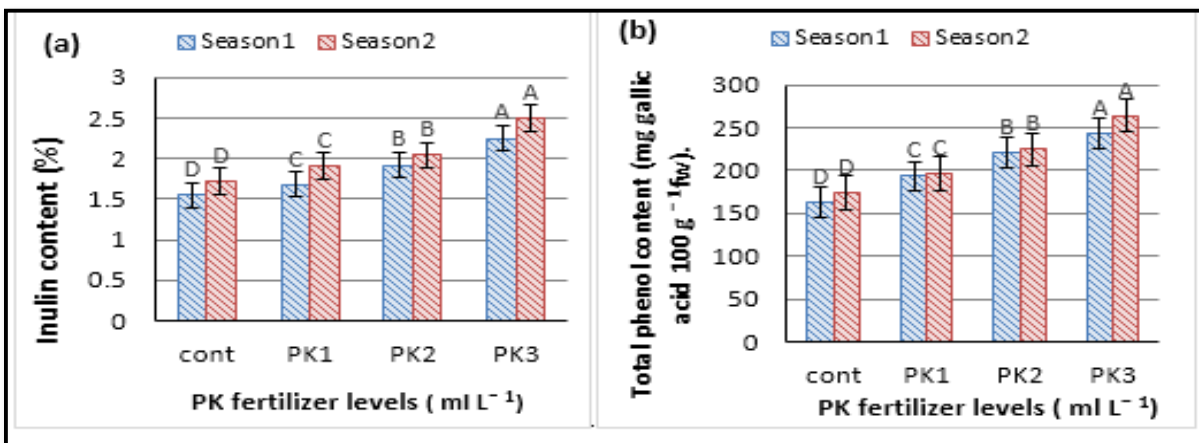 (a)
Season1 Season2
Inulin content (%)
3
2.5
2
1.5
1
0.5
0
D D C C B B A A
cont PK1 PK2 PK3
PK fertilizer levels ( ml L⁻ ¹)
(b)
Season1 Season2
Total phenol content (mg gallic
acid 100 g ⁻ ¹fw).
300
250
200
150
100
50
0
D D C C B B A A
cont PK1 PK2 PK3
PK fertilizer levels ( ml L⁻ ¹)